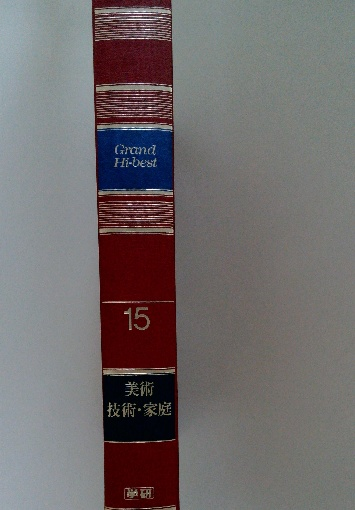 Grand
Hi-best
15
美術
技術・家庭
学研